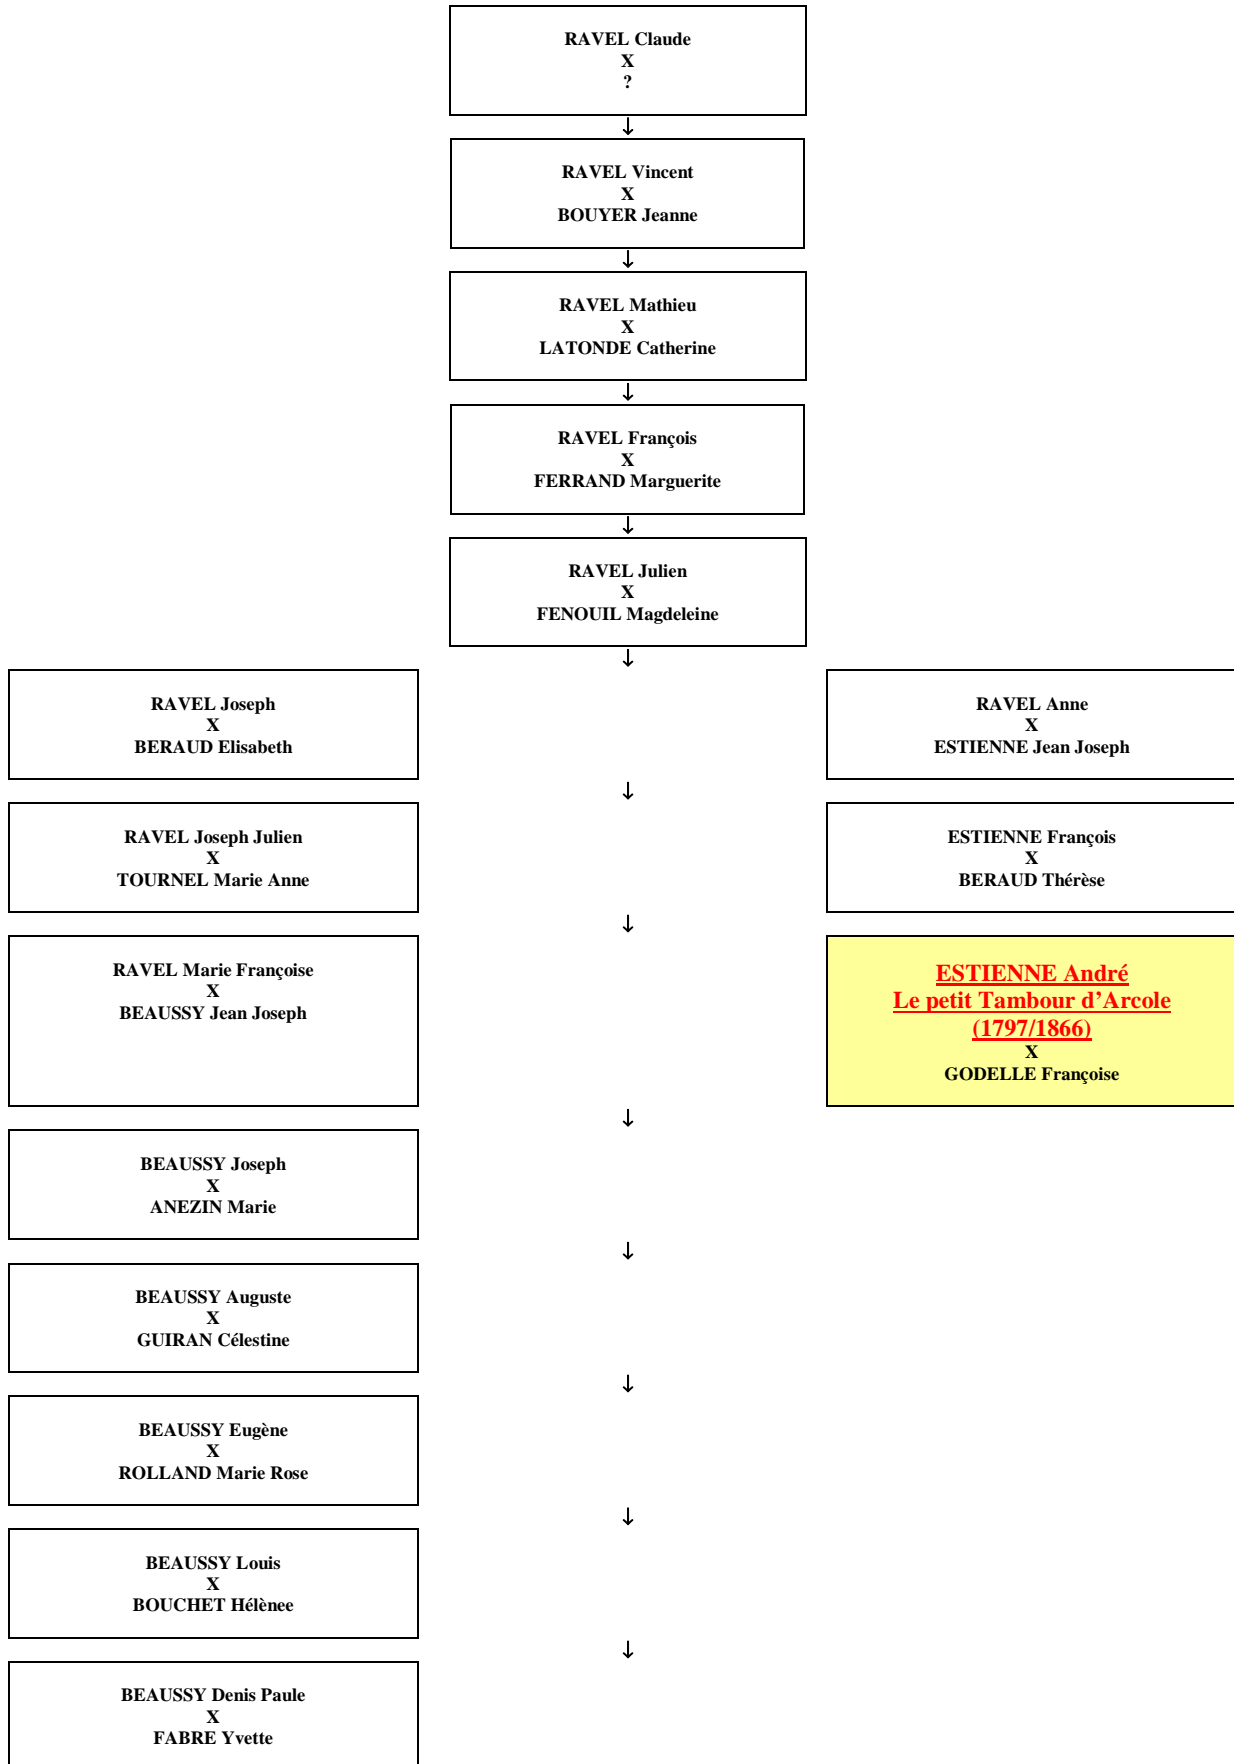 RAVEL Claude
X
?
↓
RAVEL Vincent
X
BOUYER Jeanne
↓
RAVEL Mathieu
X
LATONDE Catherine
↓
RAVEL François
X
FERRAND Marguerite
↓
RAVEL Julien
X
FENOUIL Magdeleine
↓
RAVEL Joseph
X
BERAUD Elisabeth
RAVEL Anne
X
ESTIENNE Jean Joseph
↓
RAVEL Joseph Julien
X
TOURNEL Marie Anne
ESTIENNE François
X
BERAUD Thérèse
↓
RAVEL Marie Françoise
X
BEAUSSY Jean Joseph
ESTIENNE André
Le petit Tambour d’Arcole
(1797/1866)
X
GODELLE Françoise
↓
BEAUSSY Joseph
X
ANEZIN Marie
↓
BEAUSSY Auguste
X
GUIRAN Célestine
↓
BEAUSSY Eugène
X
ROLLAND Marie Rose
↓
BEAUSSY Louis
X
BOUCHET Hélènee
↓
BEAUSSY Denis Paule
X
FABRE Yvette